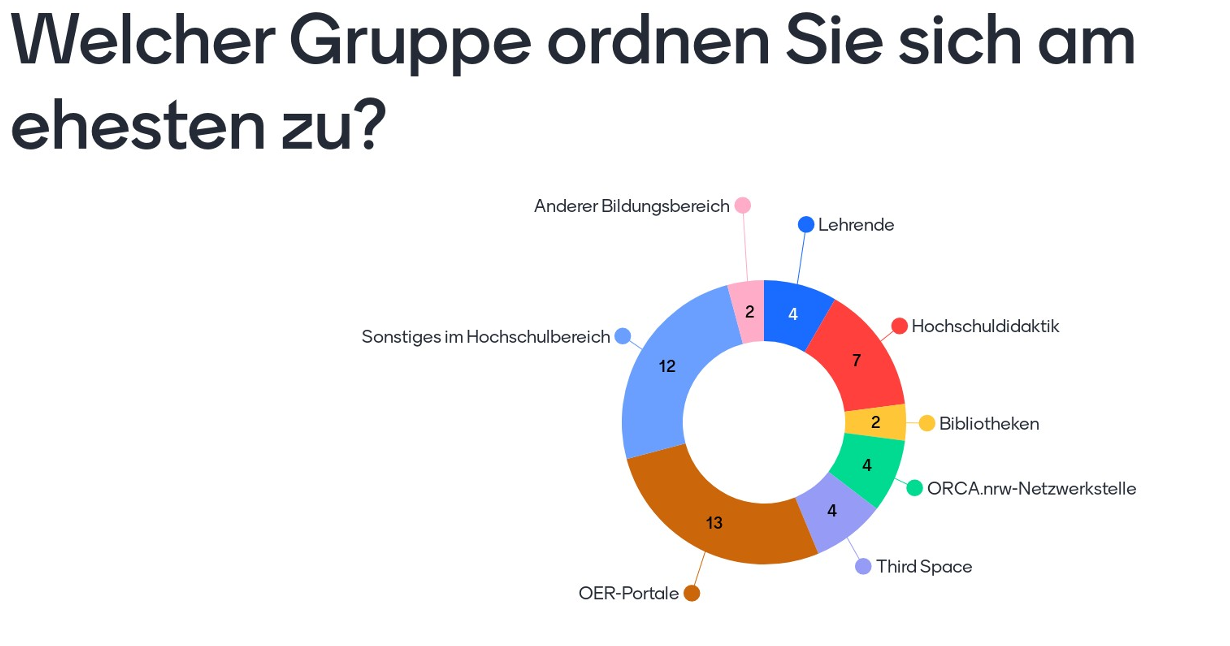 Welcher Gruppe ordnen Sie sich am
ehesten zu?
Anderer Bildungsbereich
Lehrende
2
4
Hochschuldidaktik
Sonstiges im Hochschulbereich
7
12
2
Bibliotheken
4
ORCA.nrw-Netzwerkstelle
4
13
Third Space
OER-Portale